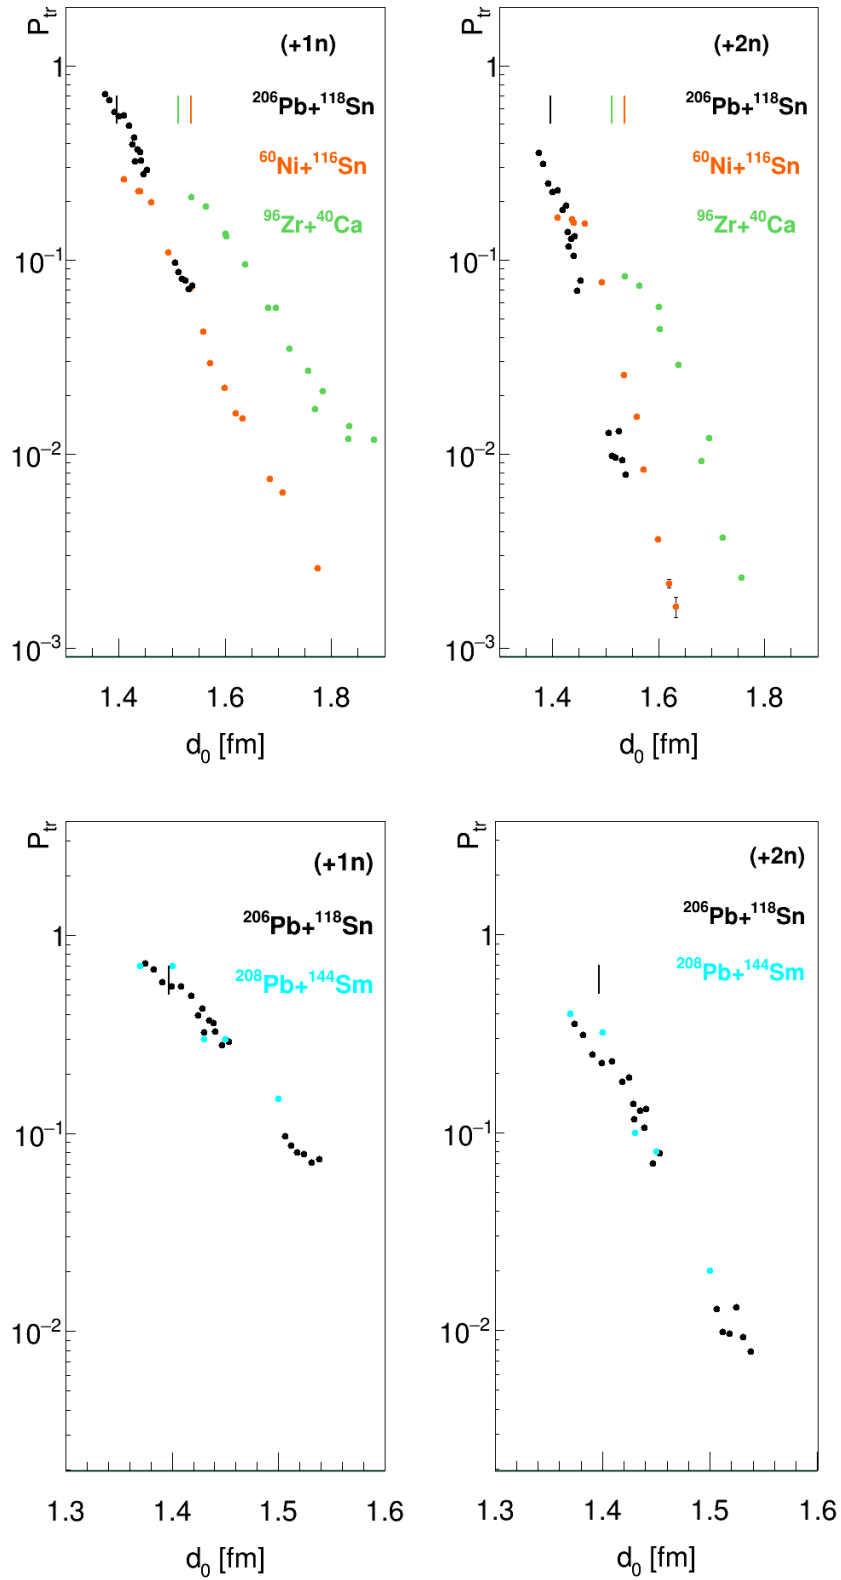 P_tr
(+1n)
1
²⁰⁶Pb+¹¹⁸Sn
⁶⁰Ni+¹¹⁶Sn
⁹⁶Zr+⁴⁰Ca
10⁻¹
10⁻²
10⁻³
1.4 1.6 1.8
d₀ [fm]
P_tr
(+2n)
1
²⁰⁶Pb+¹¹⁸Sn
⁶⁰Ni+¹¹⁶Sn
⁹⁶Zr+⁴⁰Ca
10⁻¹
10⁻²
10⁻³
1.4 1.6 1.8
d₀ [fm]
P_tr
(+1n)
²⁰⁶Pb+¹¹⁸Sn
1
²⁰⁸Pb+¹⁴⁴Sm
10⁻¹
10⁻²
1.3 1.4 1.5 1.6
d₀ [fm]
P_tr
(+2n)
²⁰⁶Pb+¹¹⁸Sn
1
²⁰⁸Pb+¹⁴⁴Sm
10⁻¹
10⁻²
1.3 1.4 1.5 1.6
d₀ [fm]